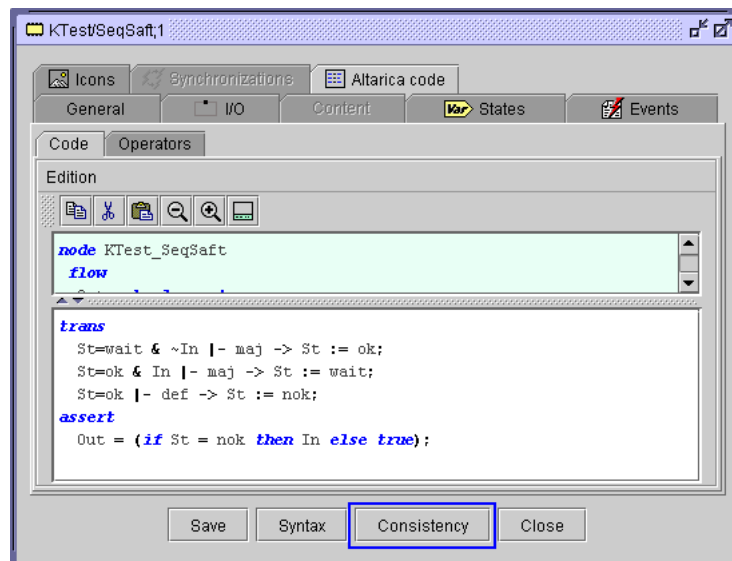 KTest/SeqSaft;1
Icons Synchronizations Altarica code
General I/O Content Var States Events
Code Operators
Edition
node KTest_SeqSaft
flow
trans
St=wait & ~In |- maj -> St := ok;
St=ok & In |- maj -> St := wait;
St=ok |- def -> St := nok;
assert
Out = (if St = nok then In else true);
Save Syntax Consistency Close